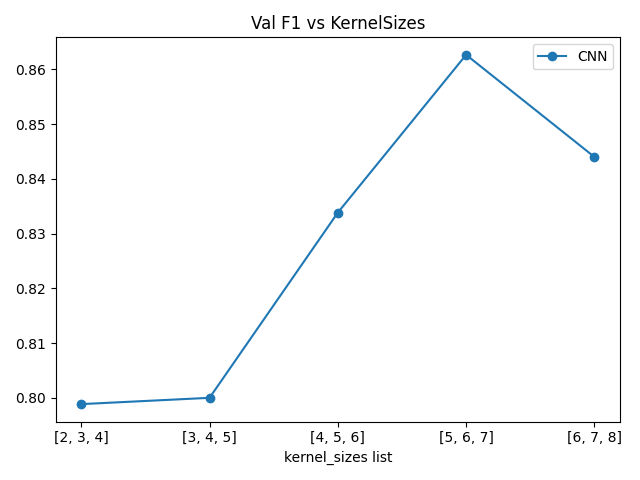 Val F1 vs KernelSizes
CNN
0.86
0.85
0.84
0.83
0.82
0.81
0.80
[2, 3, 4] [3, 4, 5] [4, 5, 6] [5, 6, 7] [6, 7, 8]
kernel_sizes list